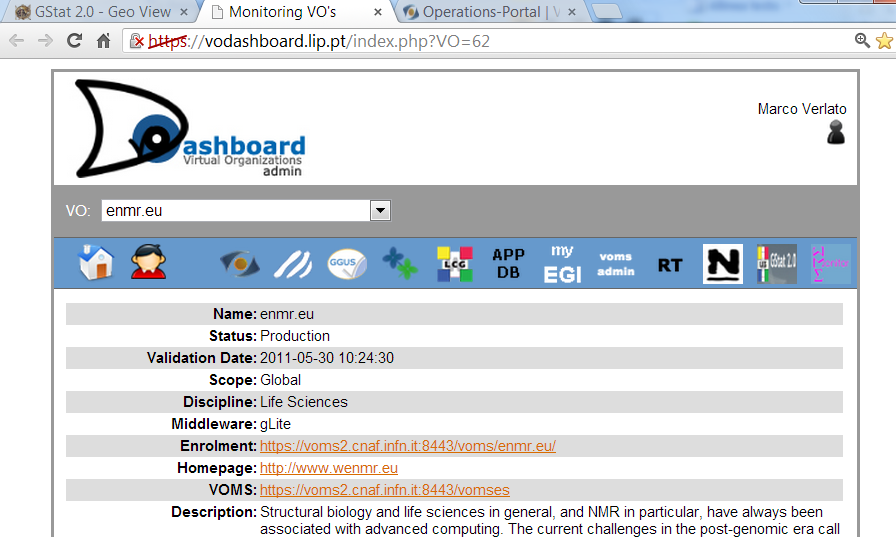 GStat 2.0 - Geo View
Monitoring VO's
Operations-Portal | V
https://vodashboard.lip.pt/index.php?VO=62
Dashboard
Virtual Organizations
admin
Marco Verlato
VO: enmr.eu
GGUS LCG APP DB my EGI voms admin RT N GStat 2.0
Name: enmr.eu
Status: Production
Validation Date: 2011-05-30 10:24:30
Scope: Global
Discipline: Life Sciences
Middleware: gLite
Enrolment: https://voms2.cnaf.infn.it:8443/voms/enmr.eu/
Homepage: http://www.wenmr.eu
VOMS: https://voms2.cnaf.infn.it:8443/vomses
Description: Structural biology and life sciences in general, and NMR in particular, have always been
associated with advanced computing. The current challenges in the post-genomic era call